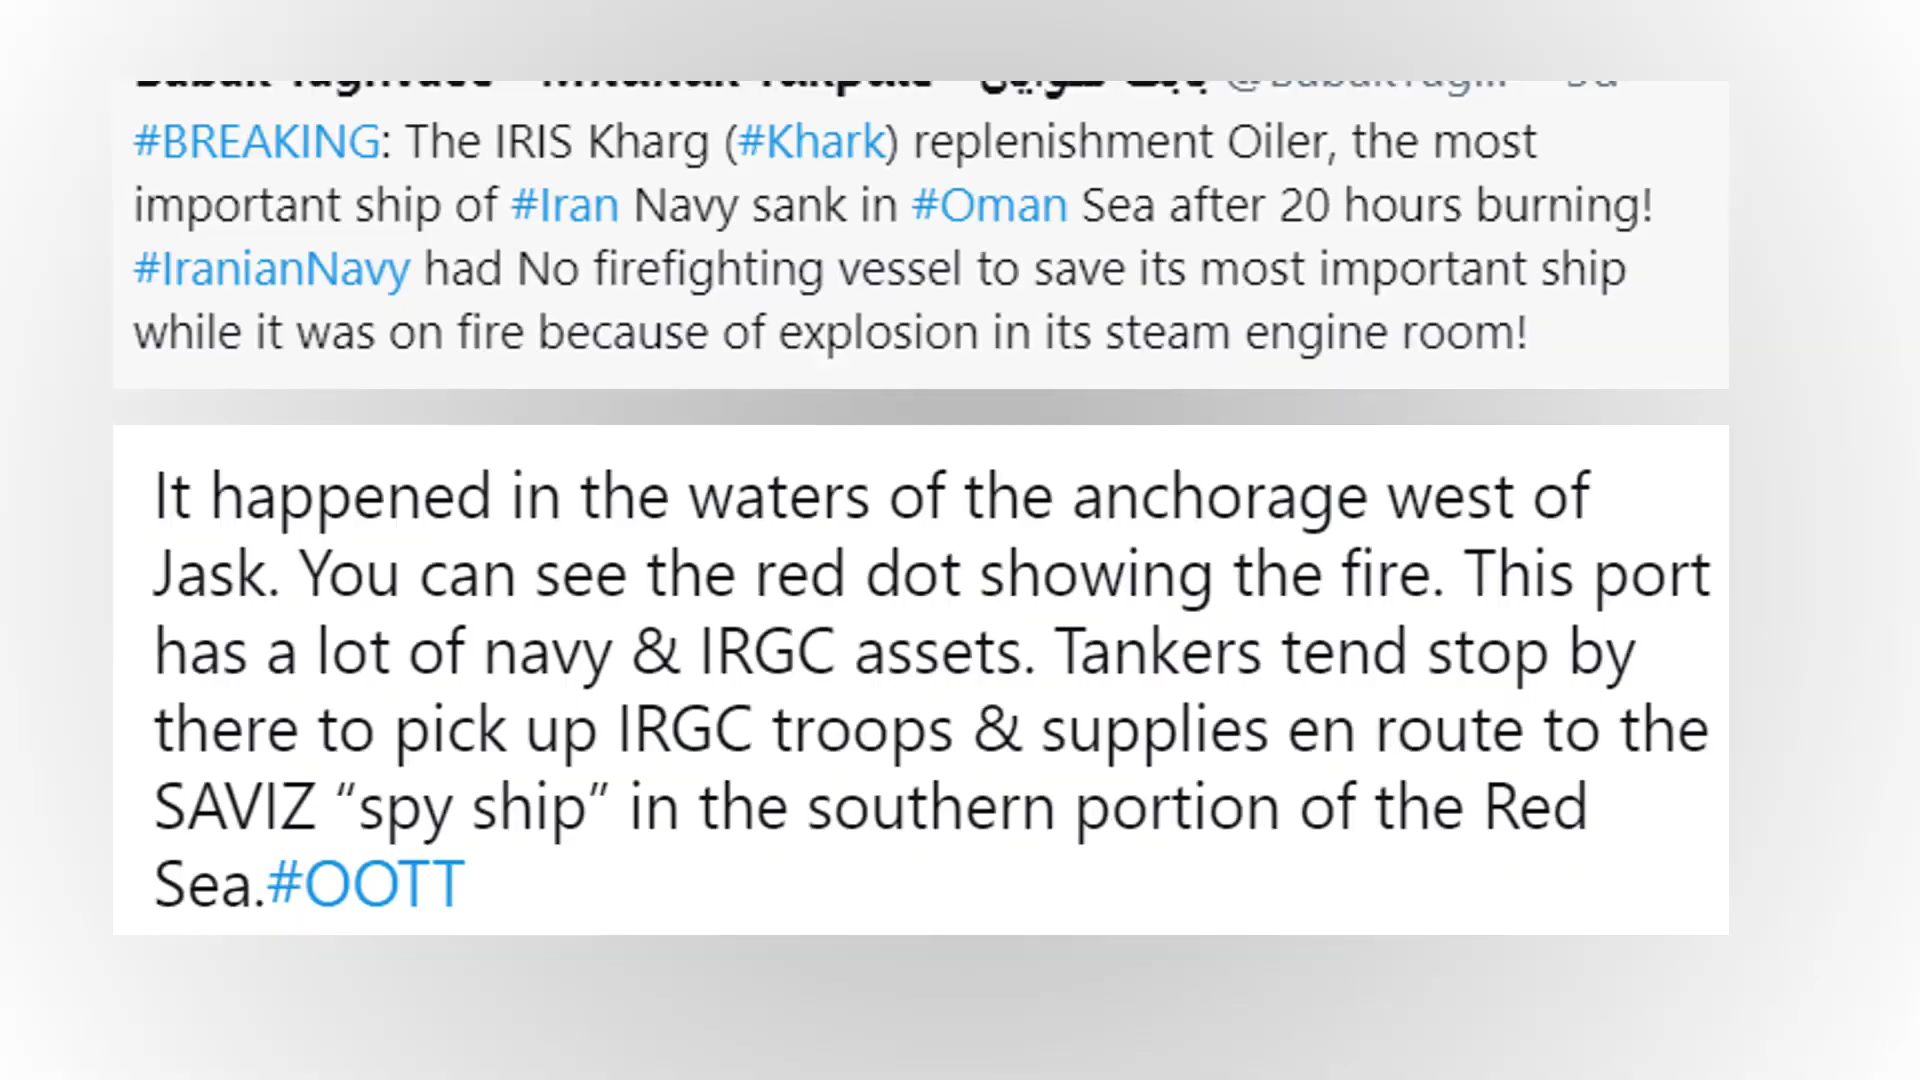 #BREAKING: The IRIS Kharg (#Khark) replenishment Oiler, the most
important ship of #Iran Navy sank in #Oman Sea after 20 hours burning!
#IranianNavy had No firefighting vessel to save its most important ship
while it was on fire because of explosion in its steam engine room!
It happened in the waters of the anchorage west of
Jask. You can see the red dot showing the fire. This port
has a lot of navy & IRGC assets. Tankers tend stop by
there to pick up IRGC troops & supplies en route to the
SAVIZ “spy ship” in the southern portion of the Red
Sea.#OOTT